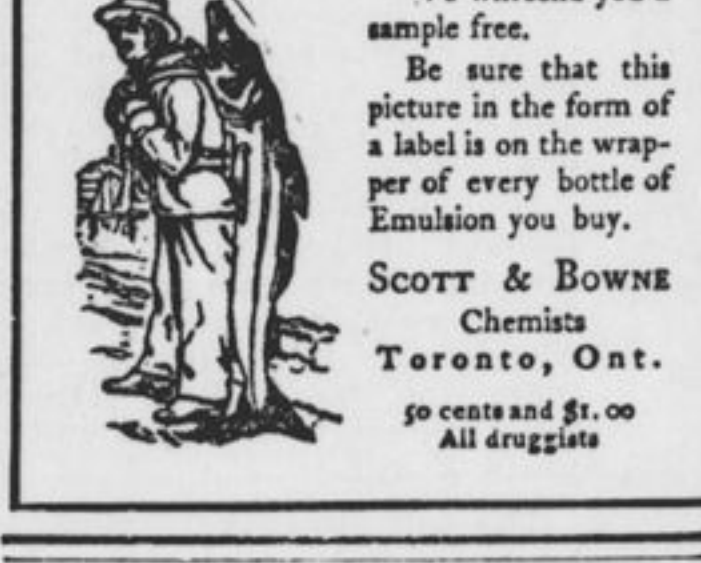 sample free.
Be sure that this
picture in the form of
a label is on the wrap-
per of every bottle of
Emulsion you buy.
SCOTT & BOWNE
Chemists
Toronto, Ont.
50 cents and $1.00
All druggists